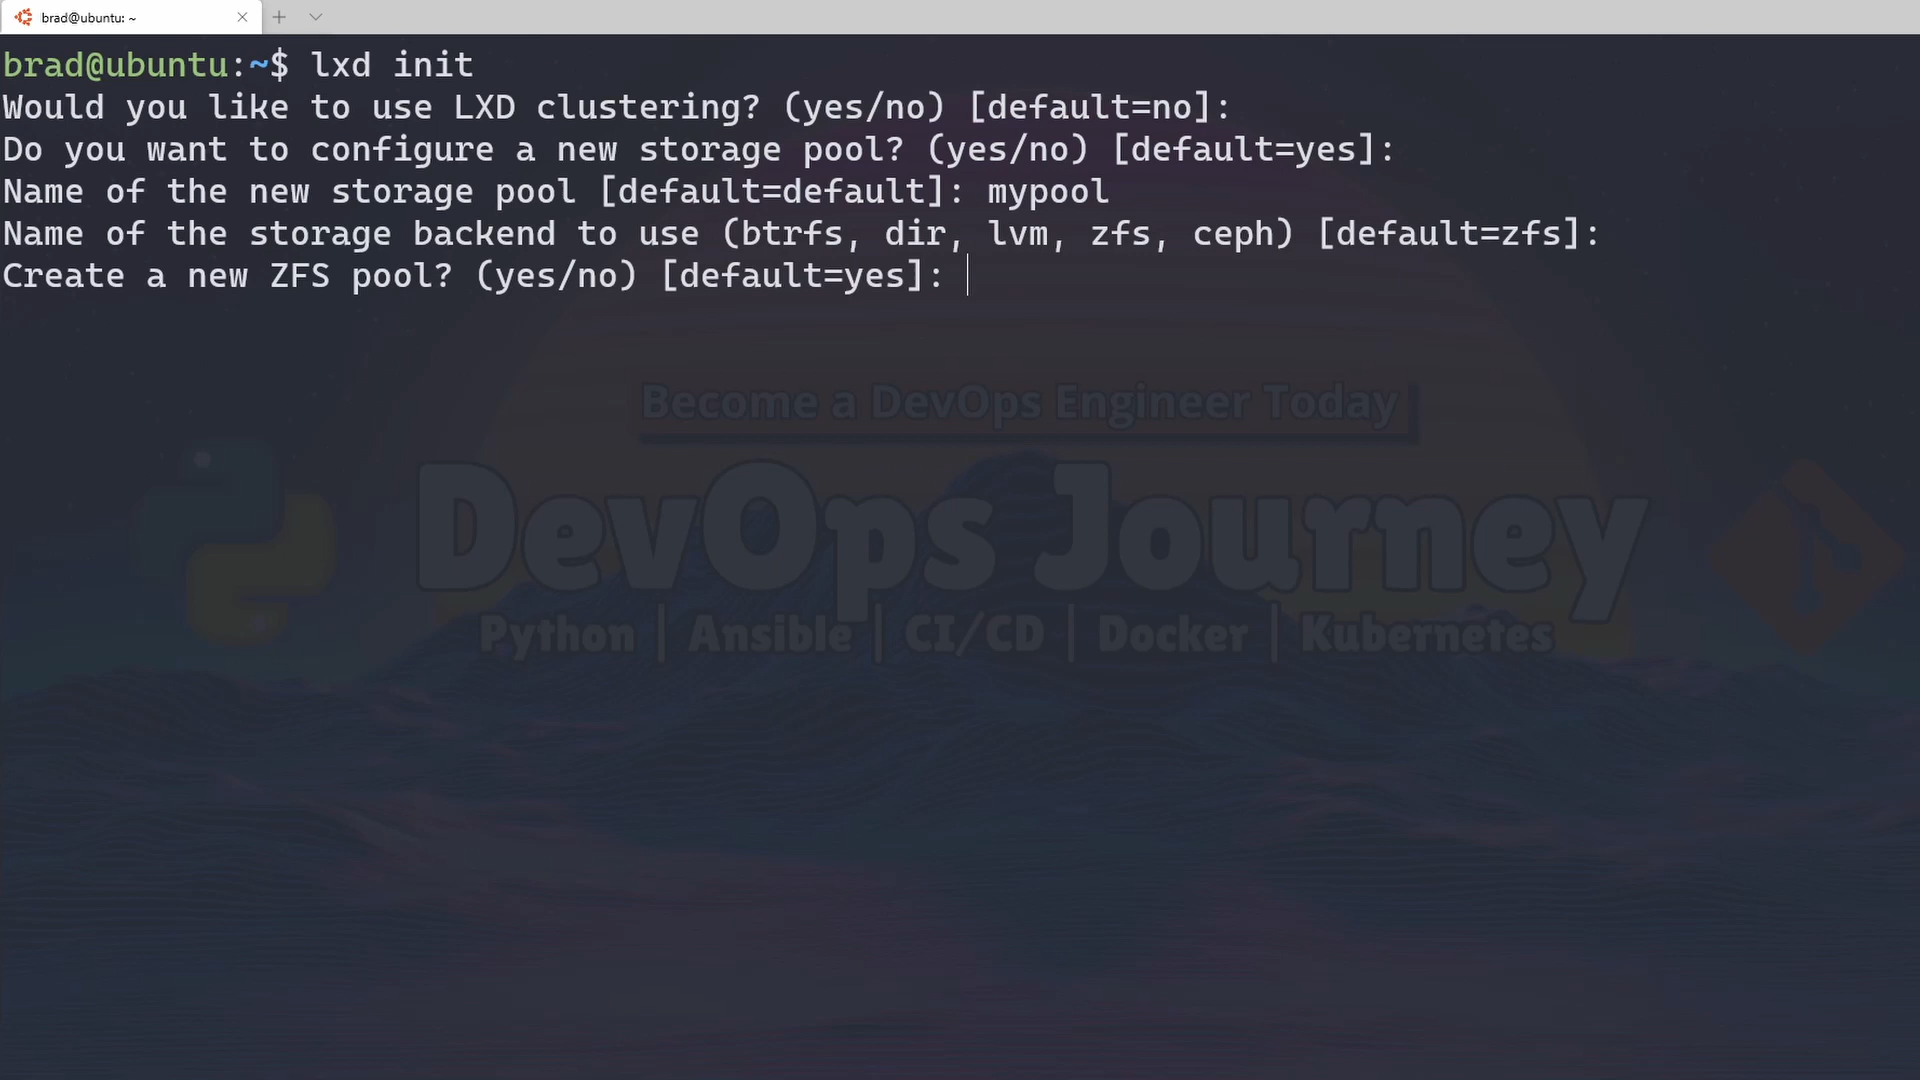 brad@ubuntu: ~
brad@ubuntu:~$ lxd init
Would you like to use LXD clustering? (yes/no) [default=no]:
Do you want to configure a new storage pool? (yes/no) [default=yes]:
Name of the new storage pool [default=default]: mypool
Name of the storage backend to use (btrfs, dir, lvm, zfs, ceph) [default=zfs]:
Create a new ZFS pool? (yes/no) [default=yes]:
Become a DevOps Engineer Today
DevOps Journey
Python | Ansible | CI/CD | Docker | Kubernetes